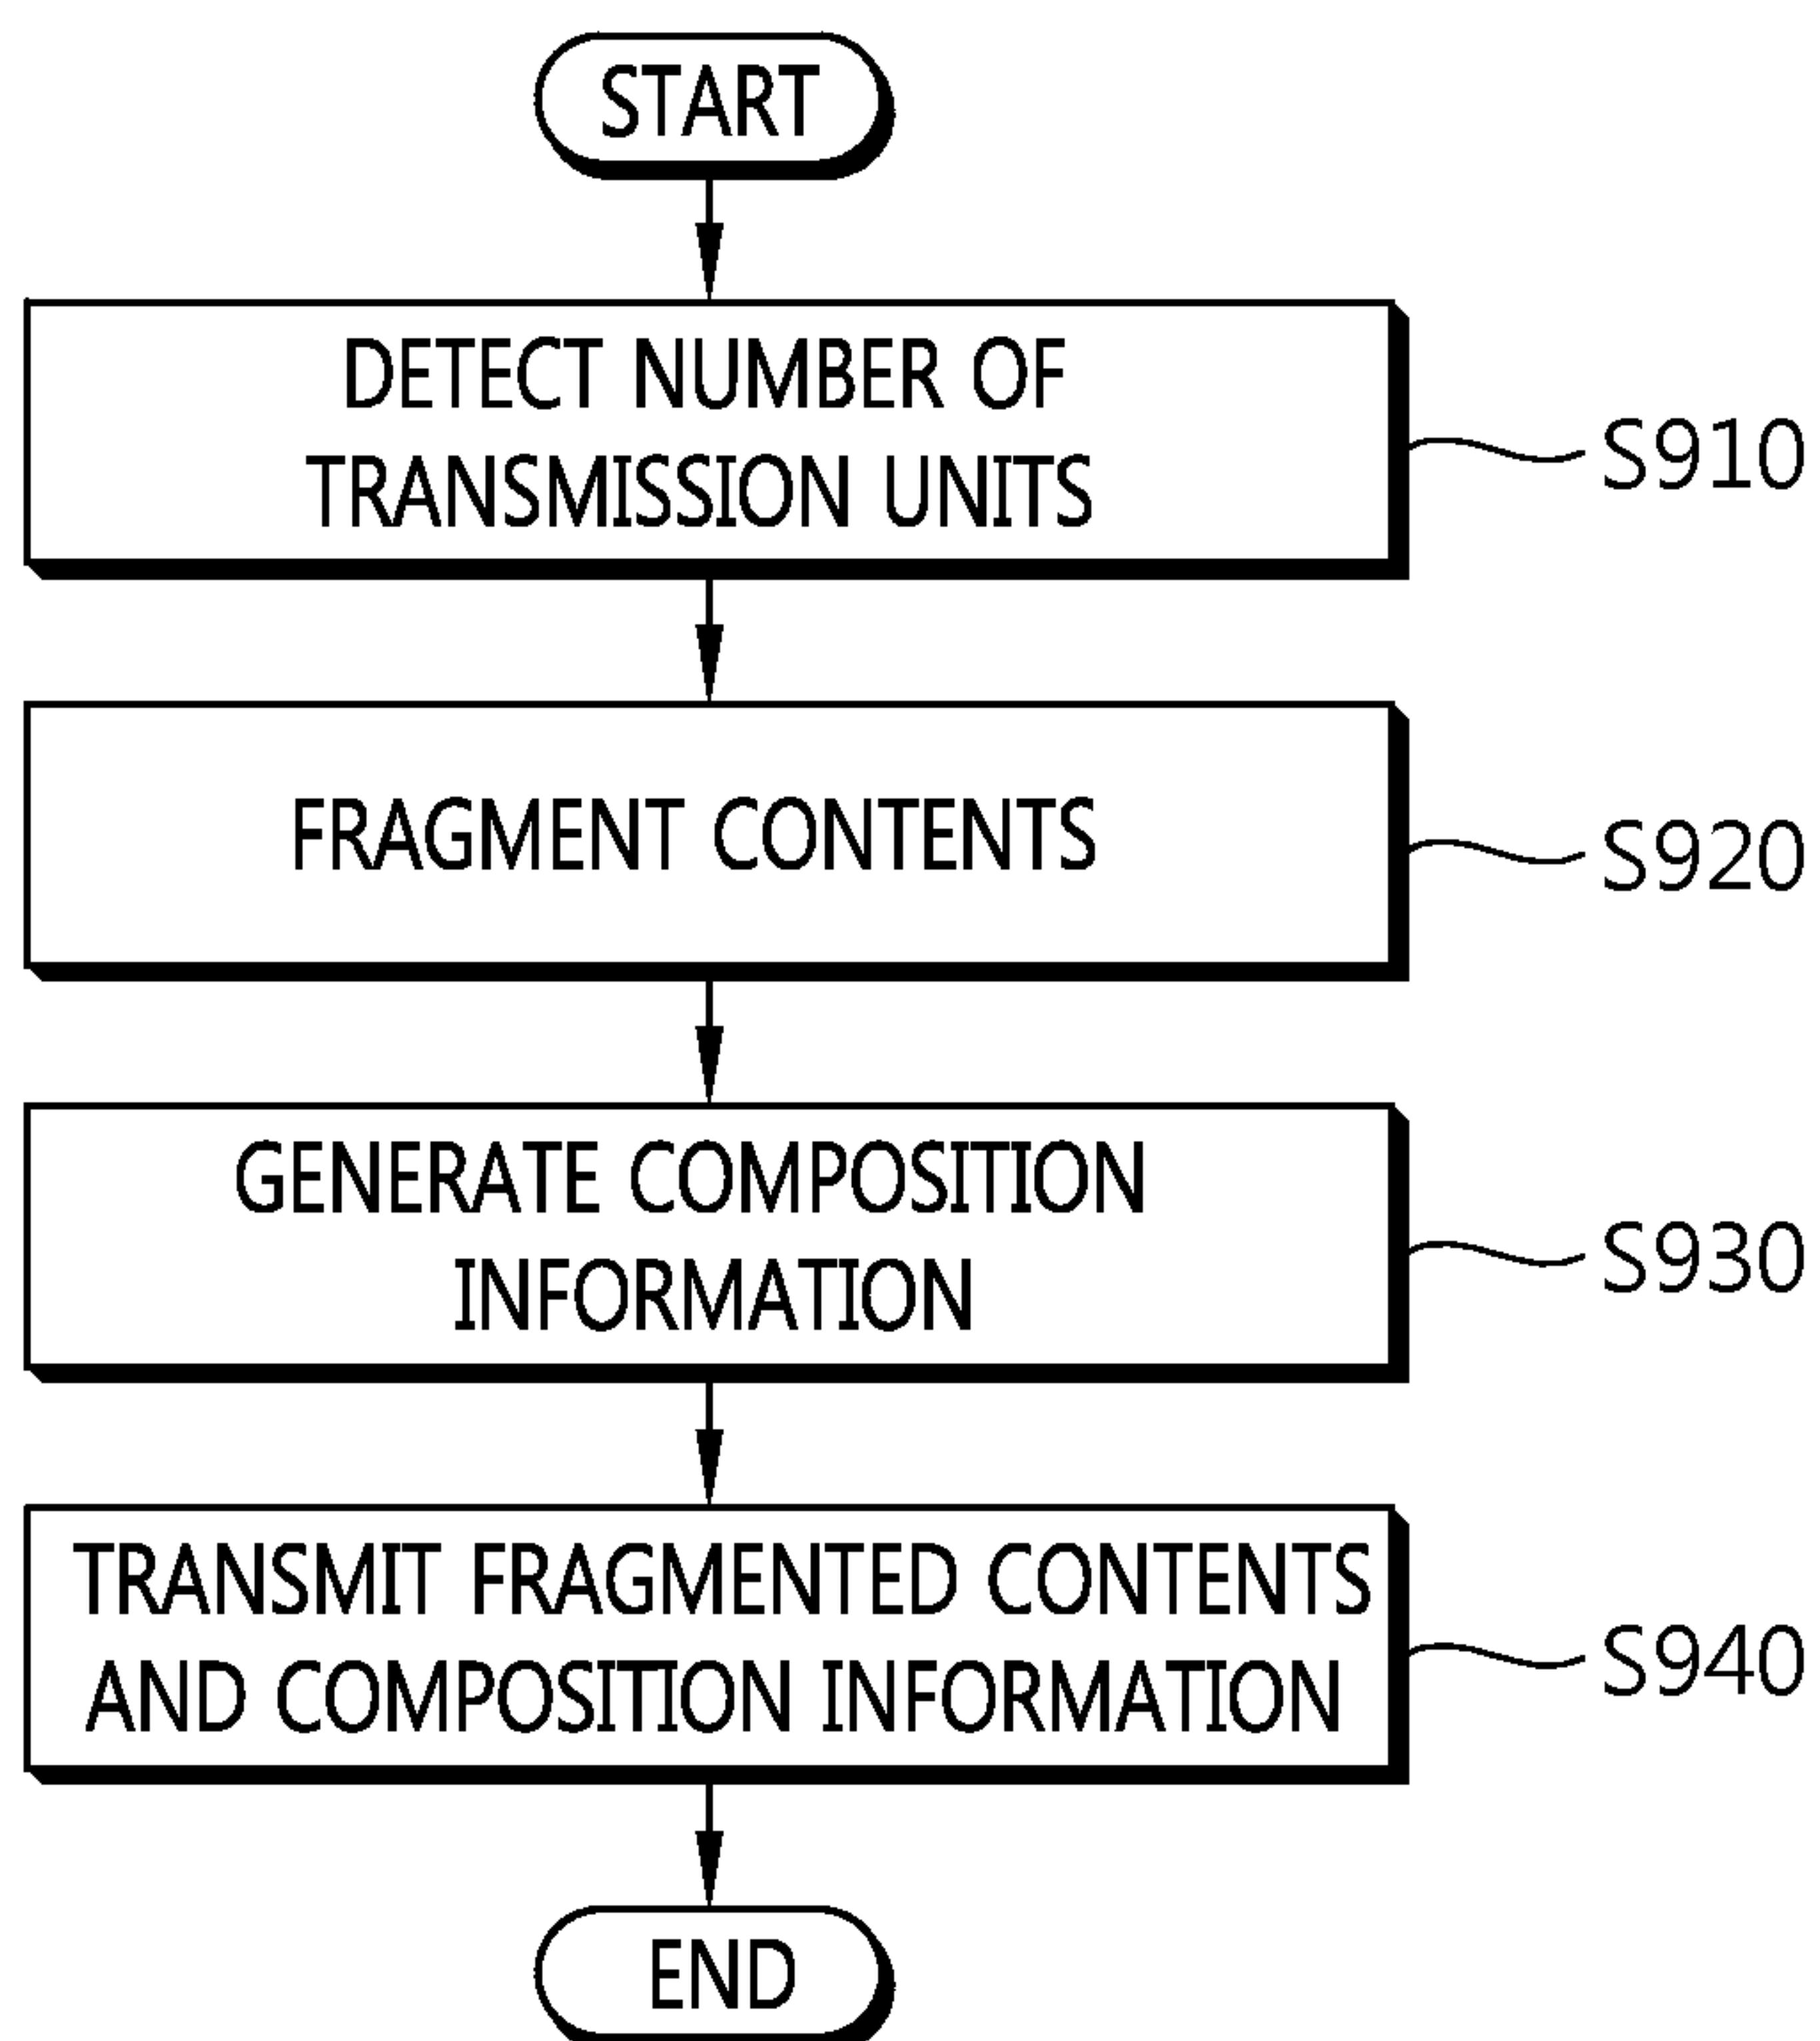 START
DETECT NUMBER OF
TRANSMISSION UNITS
S910
FRAGMENT CONTENTS
S920
GENERATE COMPOSITION
INFORMATION
S930
TRANSMIT FRAGMENTED CONTENTS
AND COMPOSITION INFORMATION
S940
END